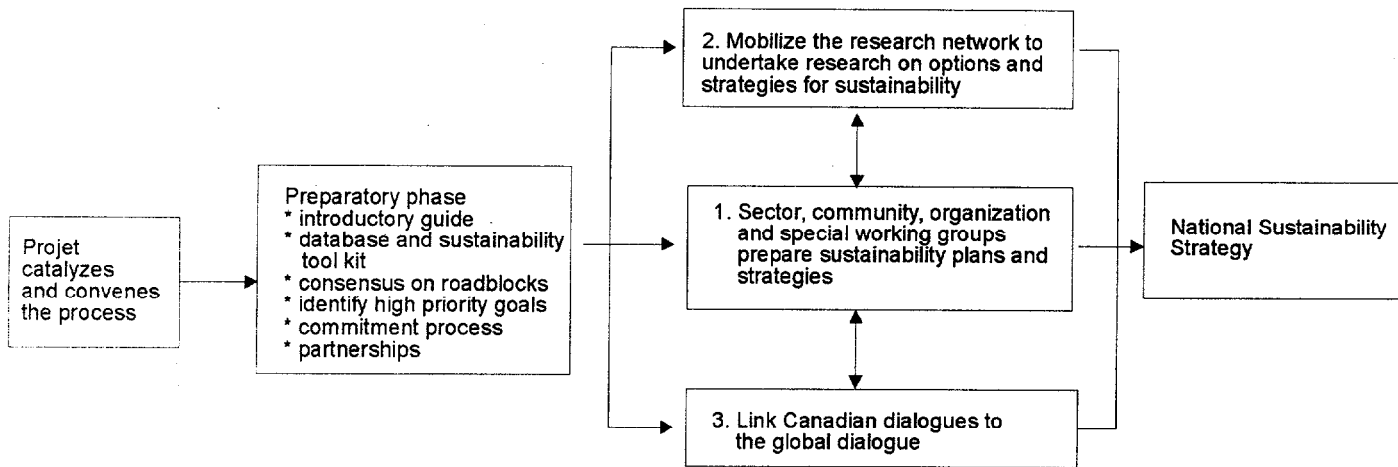 Projet
catalyzes
and convenes
the process
Preparatory phase
* introductory guide
* database and sustainability
tool kit
* consensus on roadblocks
* identify high priority goals
* commitment process
* partnerships
2. Mobilize the research network to
undertake research on options and
strategies for sustainability
1. Sector, community, organization
and special working groups
prepare sustainability plans and
strategies
3. Link Canadian dialogues to
the global dialogue
National Sustainability
Strategy